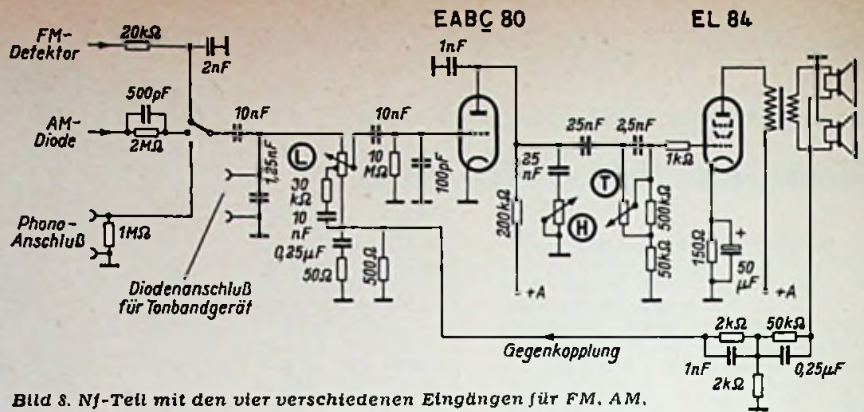 EABC 80
EL 84
FM-
Defektor
20kΩ
2nF
1nF
500pF
AM-
Diode
2MΩ
10nF
10nF
25nF
2,5nF
1kΩ
1,25nF
L
30
kΩ
10
nF
10
MΩ
100pF
25
nF
T
H
200kΩ
500kΩ
50kΩ
150Ω
50
µF
Phono-
Anschluß
1MΩ
0,25µF
50Ω
500Ω
+A
+A
Diodenanschluß
für Tonbandgerät
Gegenkopplung
2kΩ
50kΩ
1nF
0,25µF
2kΩ
Bild 8. Nf-Teil mit den vier verschiedenen Eingängen für FM, AM,